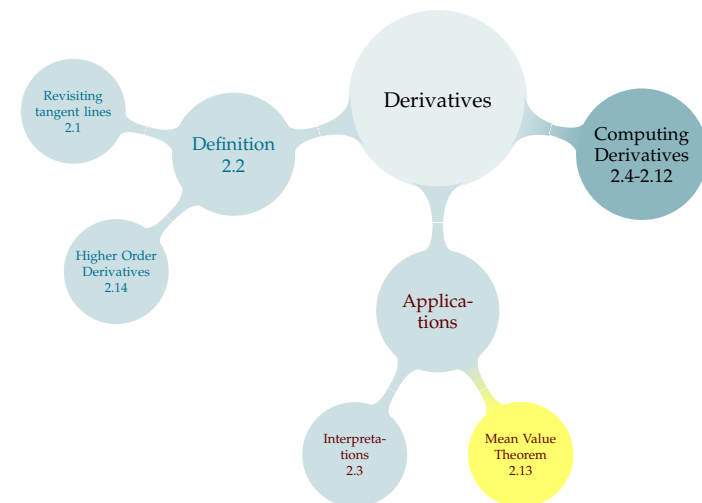 Derivatives
Revisiting
tangent lines
2.1
Definition
2.2
Computing
Derivatives
2.4-2.12
Higher Order
Derivatives
2.14
Applica-
tions
Interpreta-
tions
2.3
Mean Value
Theorem
2.13